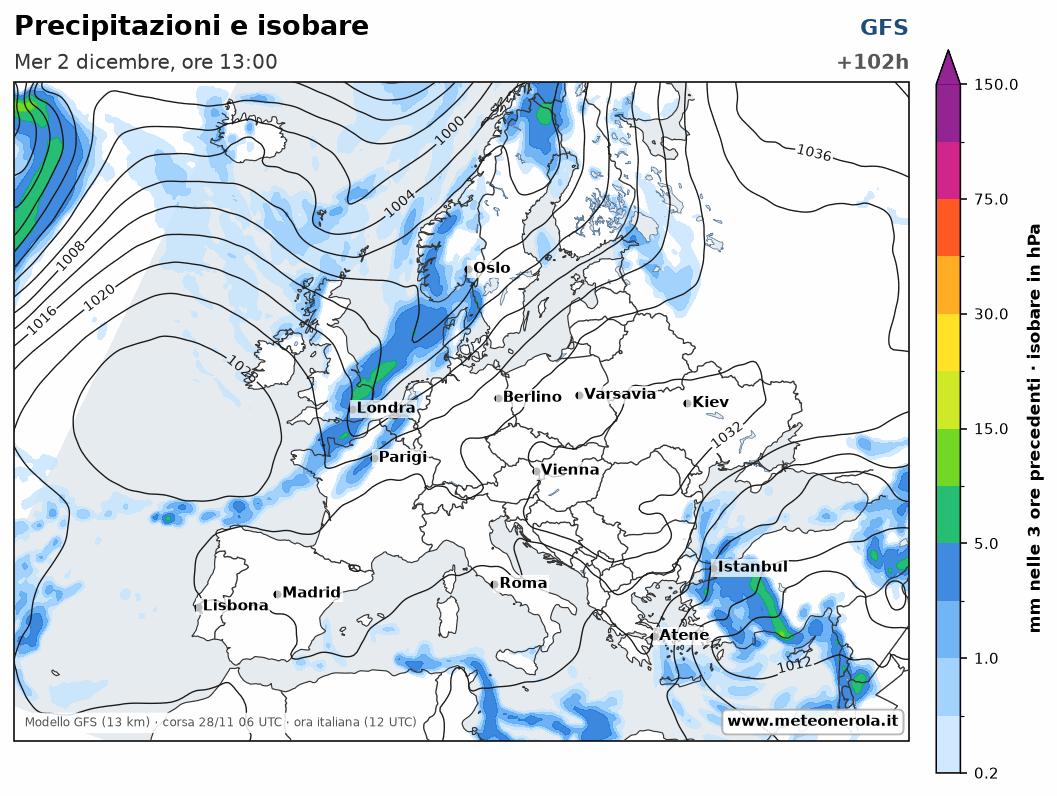 Precipitazioni e isobare
GFS
Mer 2 dicembre, ore 13:00
+102h
150.0
75.0
30.0
15.0
5.0
1.0
0.2
mm nelle 3 ore precedenti · isobare in hPa
1000
1036
1004
1008
1020
1016
Oslo
Londra
Berlino
Varsavia
Kiev
1032
Parigi
Vienna
Istanbul
Roma
Madrid
Lisbona
Atene
1012
Modello GFS (13 km) · corsa 28/11 06 UTC · ora italiana (12 UTC)
www.meteonerola.it